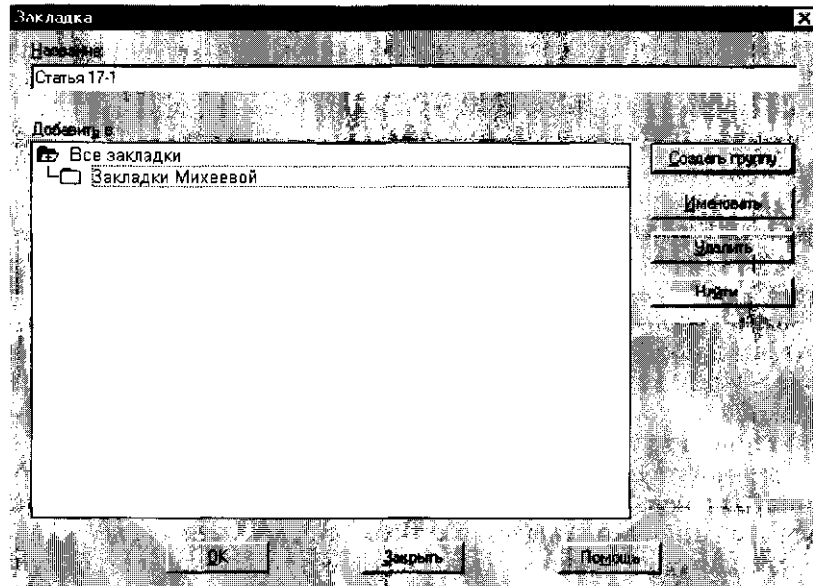 Закладка
Название:
Статья 17-1
Добавить в:
Все закладки
Закладки Михеевой
Создать группу
Именовать
Удалить
Найти
OK
Закрыть
Помощь